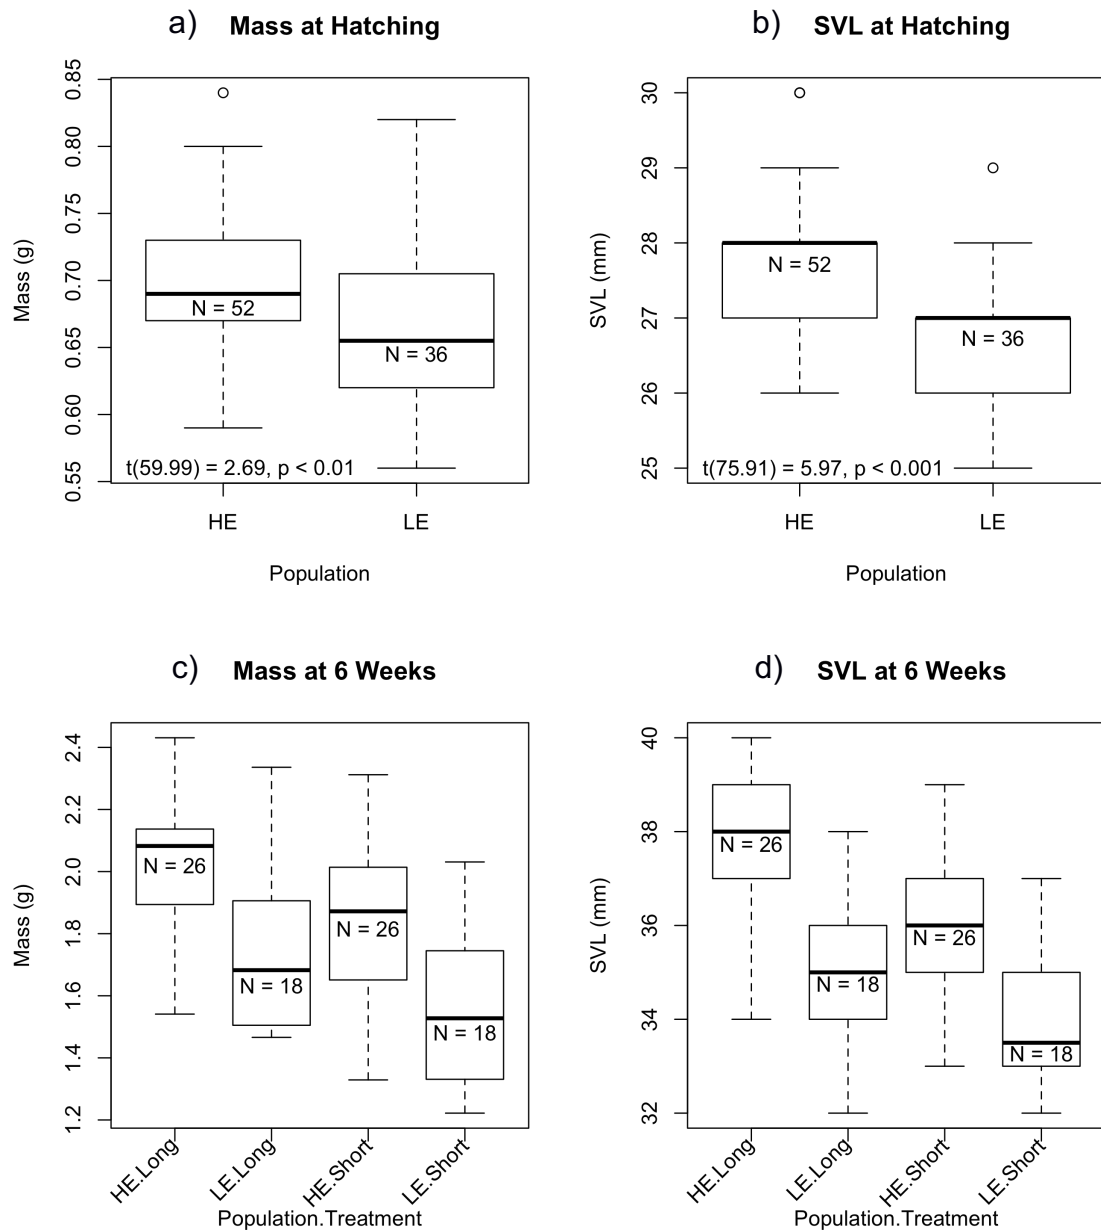 a) Mass at Hatching
Mass (g)
0.85
0.80
0.75
0.70
0.65
0.60
0.55
N = 52
N = 36
t(59.99) = 2.69, p < 0.01
HE
LE
Population
b) SVL at Hatching
SVL (mm)
30
29
28
27
26
25
N = 52
N = 36
t(75.91) = 5.97, p < 0.001
HE
LE
Population
c) Mass at 6 Weeks
Mass (g)
2.4
2.2
2.0
1.8
1.6
1.4
1.2
N = 26
N = 18
N = 26
N = 18
HE.Long
LE.Long
HE.Short
LE.Short
Population.Treatment
d) SVL at 6 Weeks
SVL (mm)
40
38
36
34
32
N = 26
N = 18
N = 26
N = 18
HE.Long
LE.Long
HE.Short
LE.Short
Population.Treatment